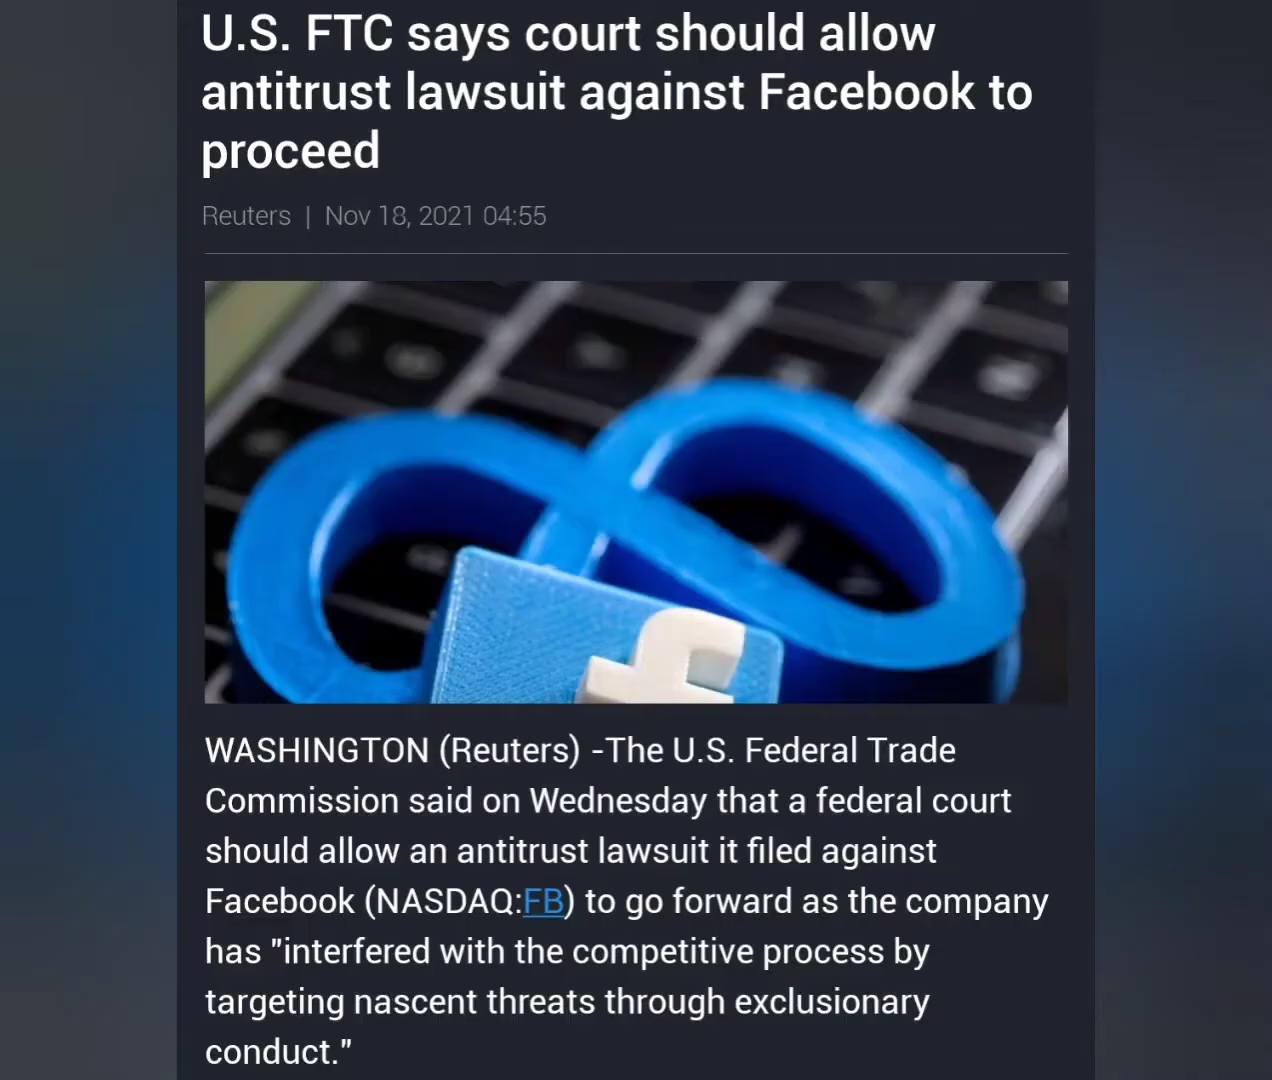 U.S. FTC says court should allow
antitrust lawsuit against Facebook to
proceed
Reuters | Nov 18, 2021 04:55
f
WASHINGTON (Reuters) -The U.S. Federal Trade
Commission said on Wednesday that a federal court
should allow an antitrust lawsuit it filed against
Facebook (NASDAQ:FB) to go forward as the company
has "interfered with the competitive process by
targeting nascent threats through exclusionary
conduct."